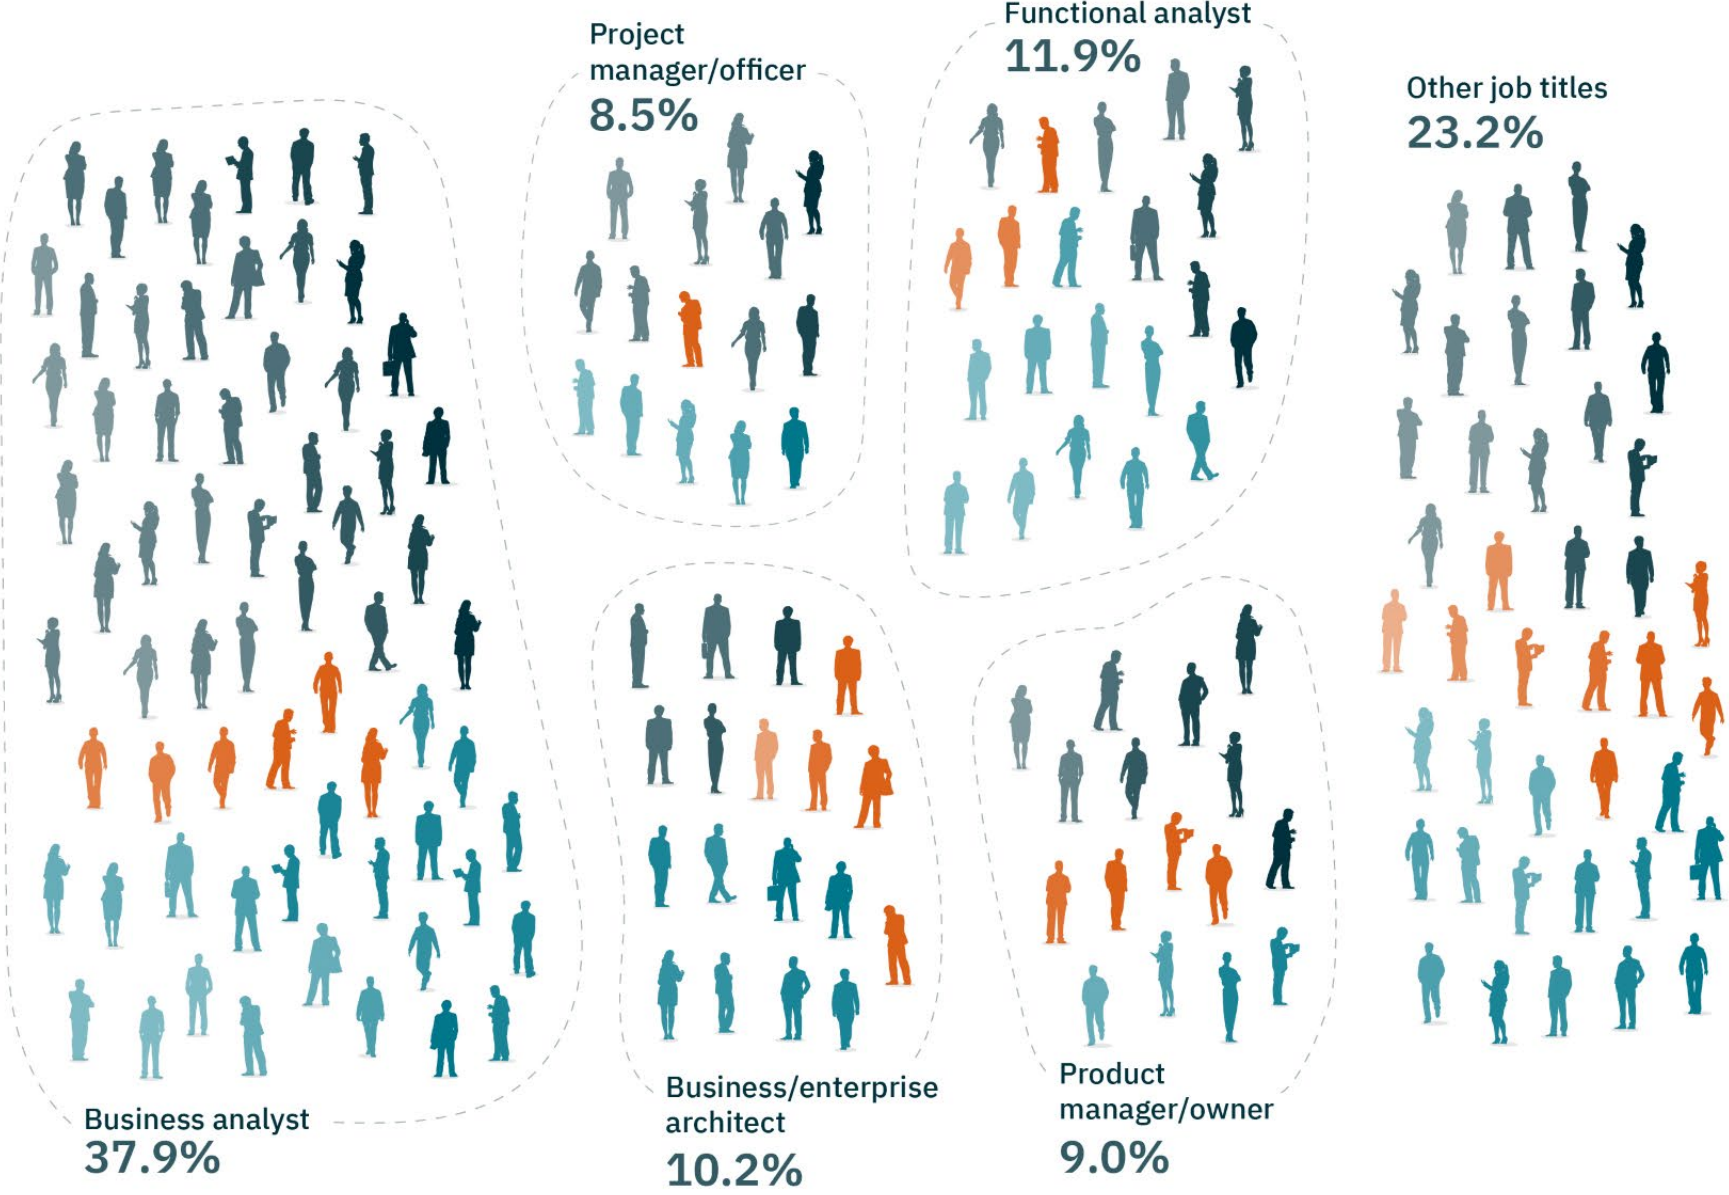 Project
manager/officer
8.5%
Functional analyst
11.9%
Other job titles
23.2%
Business analyst
37.9%
Business/enterprise
architect
10.2%
Product
manager/owner
9.0%